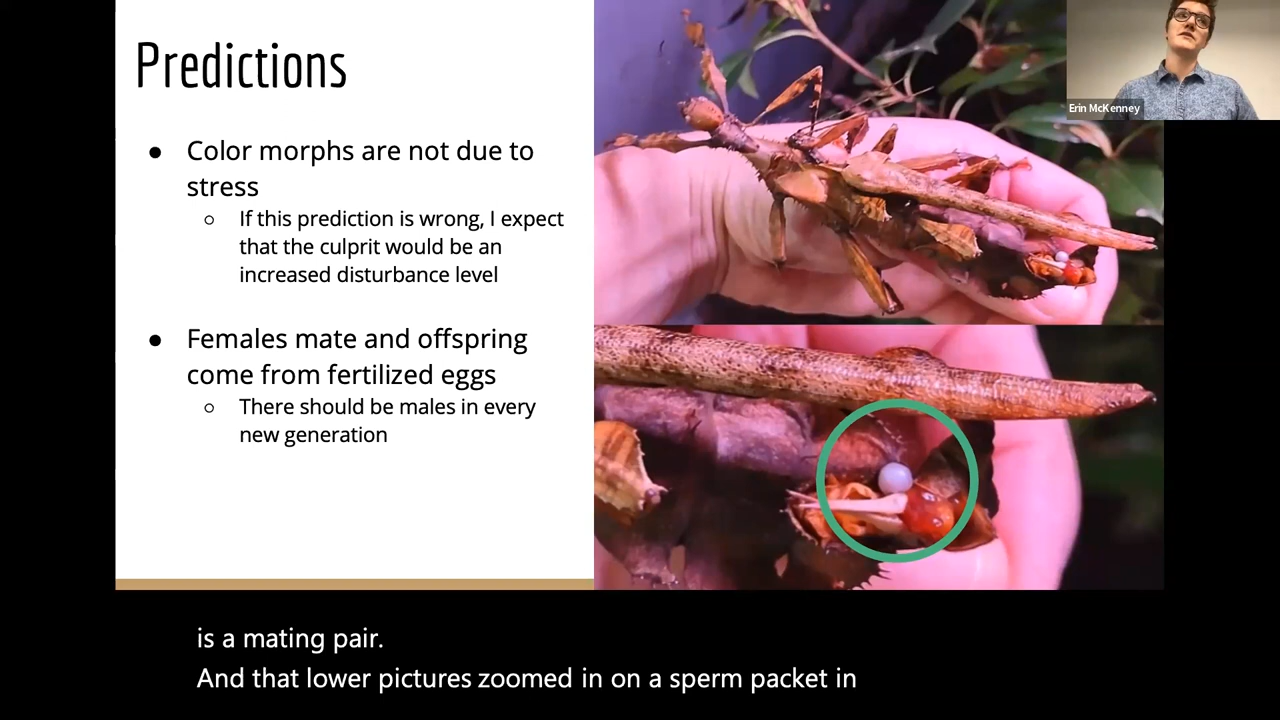 Predictions
● Color morphs are not due to
stress
○ If this prediction is wrong, I expect
that the culprit would be an
increased disturbance level
● Females mate and offspring
come from fertilized eggs
○ There should be males in every
new generation
Erin McKenney
is a mating pair.
And that lower pictures zoomed in on a sperm packet in